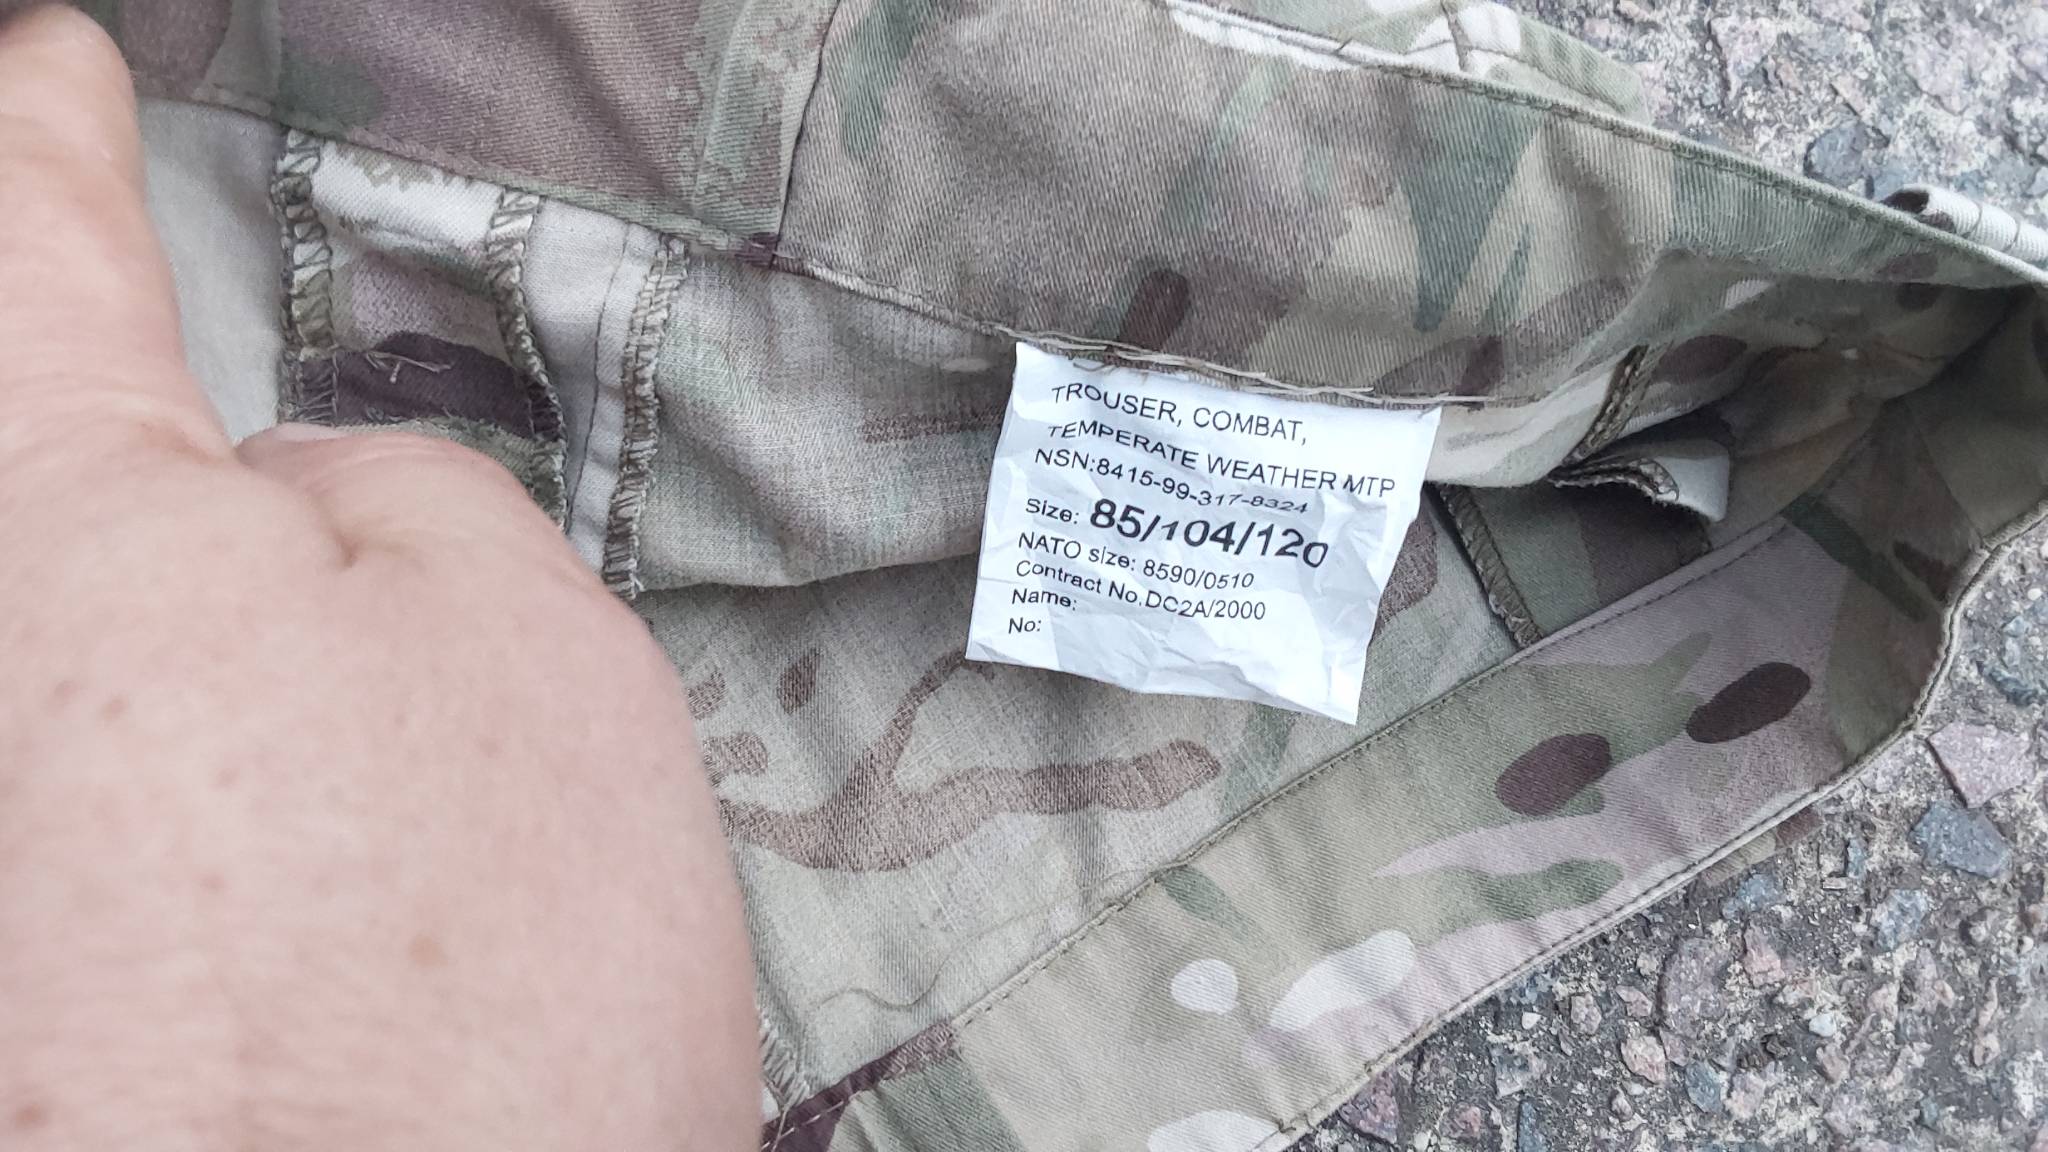 TROUSER, COMBAT,
TEMPERATE WEATHER MTP
NSN:8415-99-317-8324
Size: 85/104/120
NATO size: 8590/0510
Contract No.DC2A/2000
Name:
No: